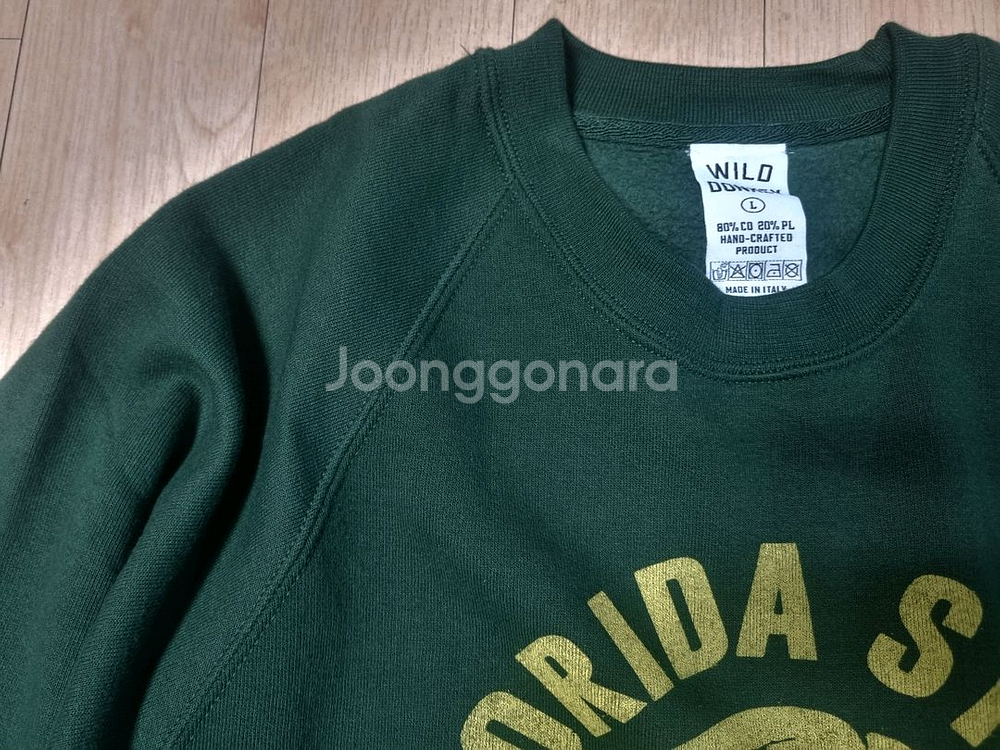 WILD
L
80% CO 20% PL
HAND-CRAFTED
PRODUCT
MADE IN ITALY
Joonggonara
ORIDA S